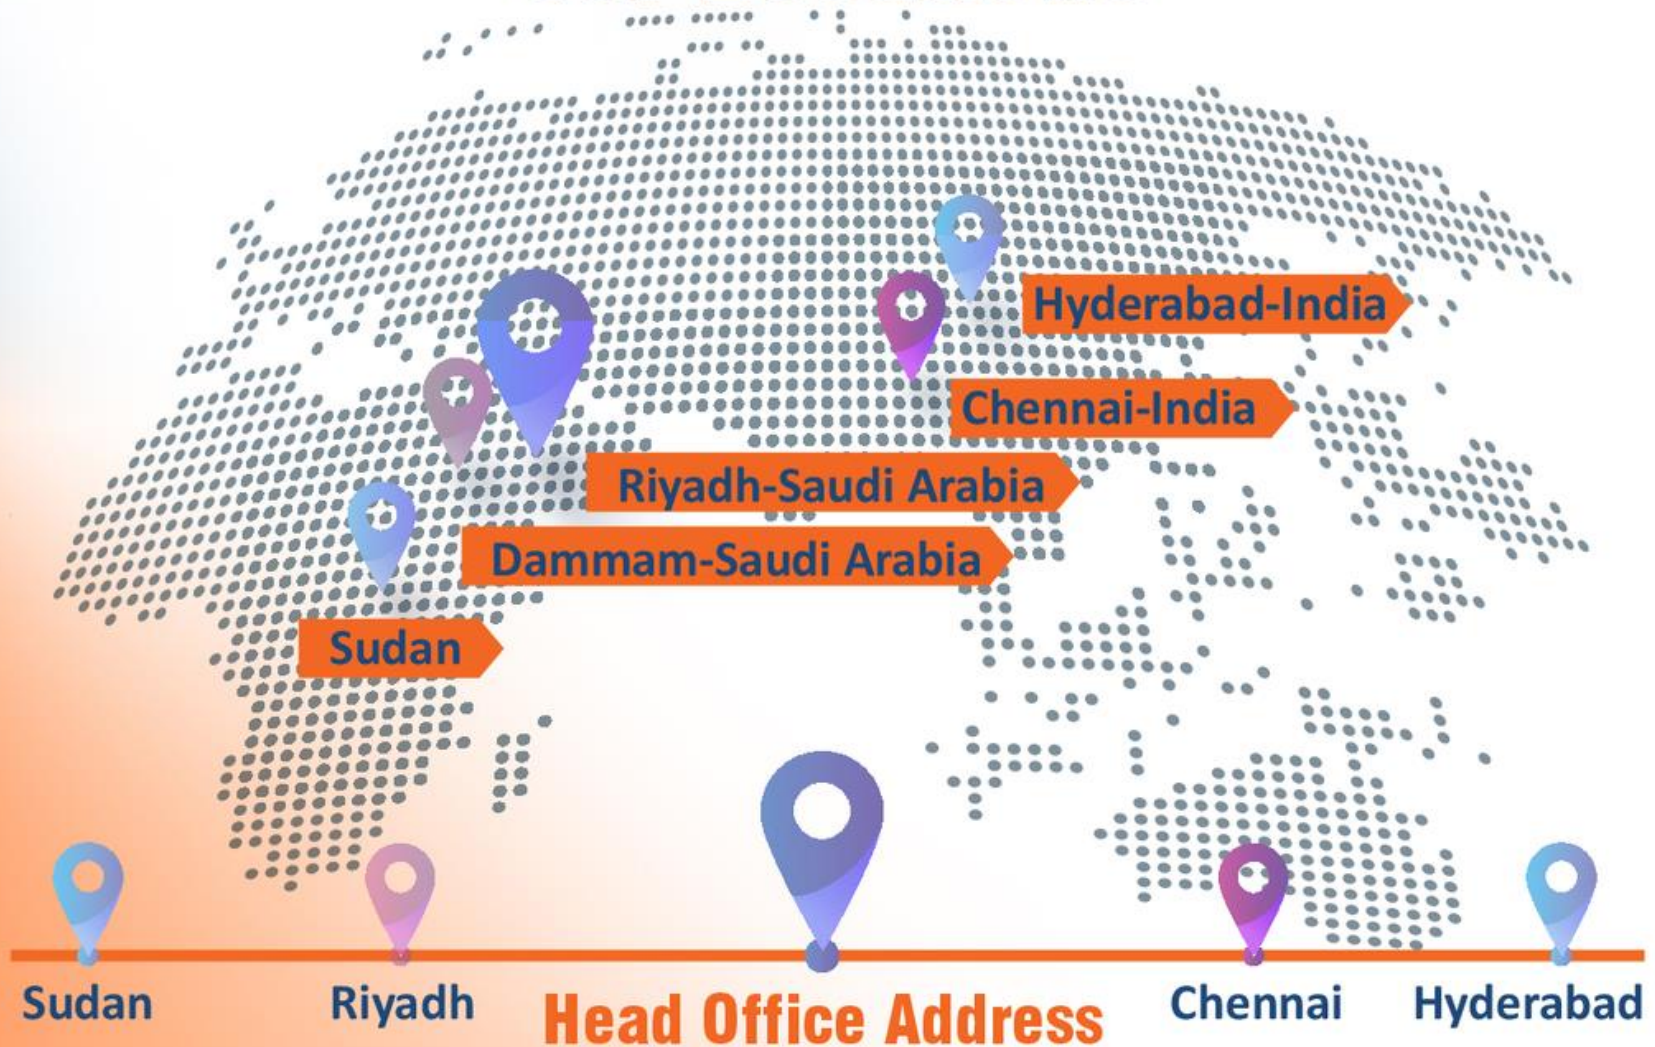 Hyderabad-India
Chennai-India
Riyadh-Saudi Arabia
Dammam-Saudi Arabia
Sudan
Sudan
Riyadh
Head Office Address
Chennai
Hyderabad